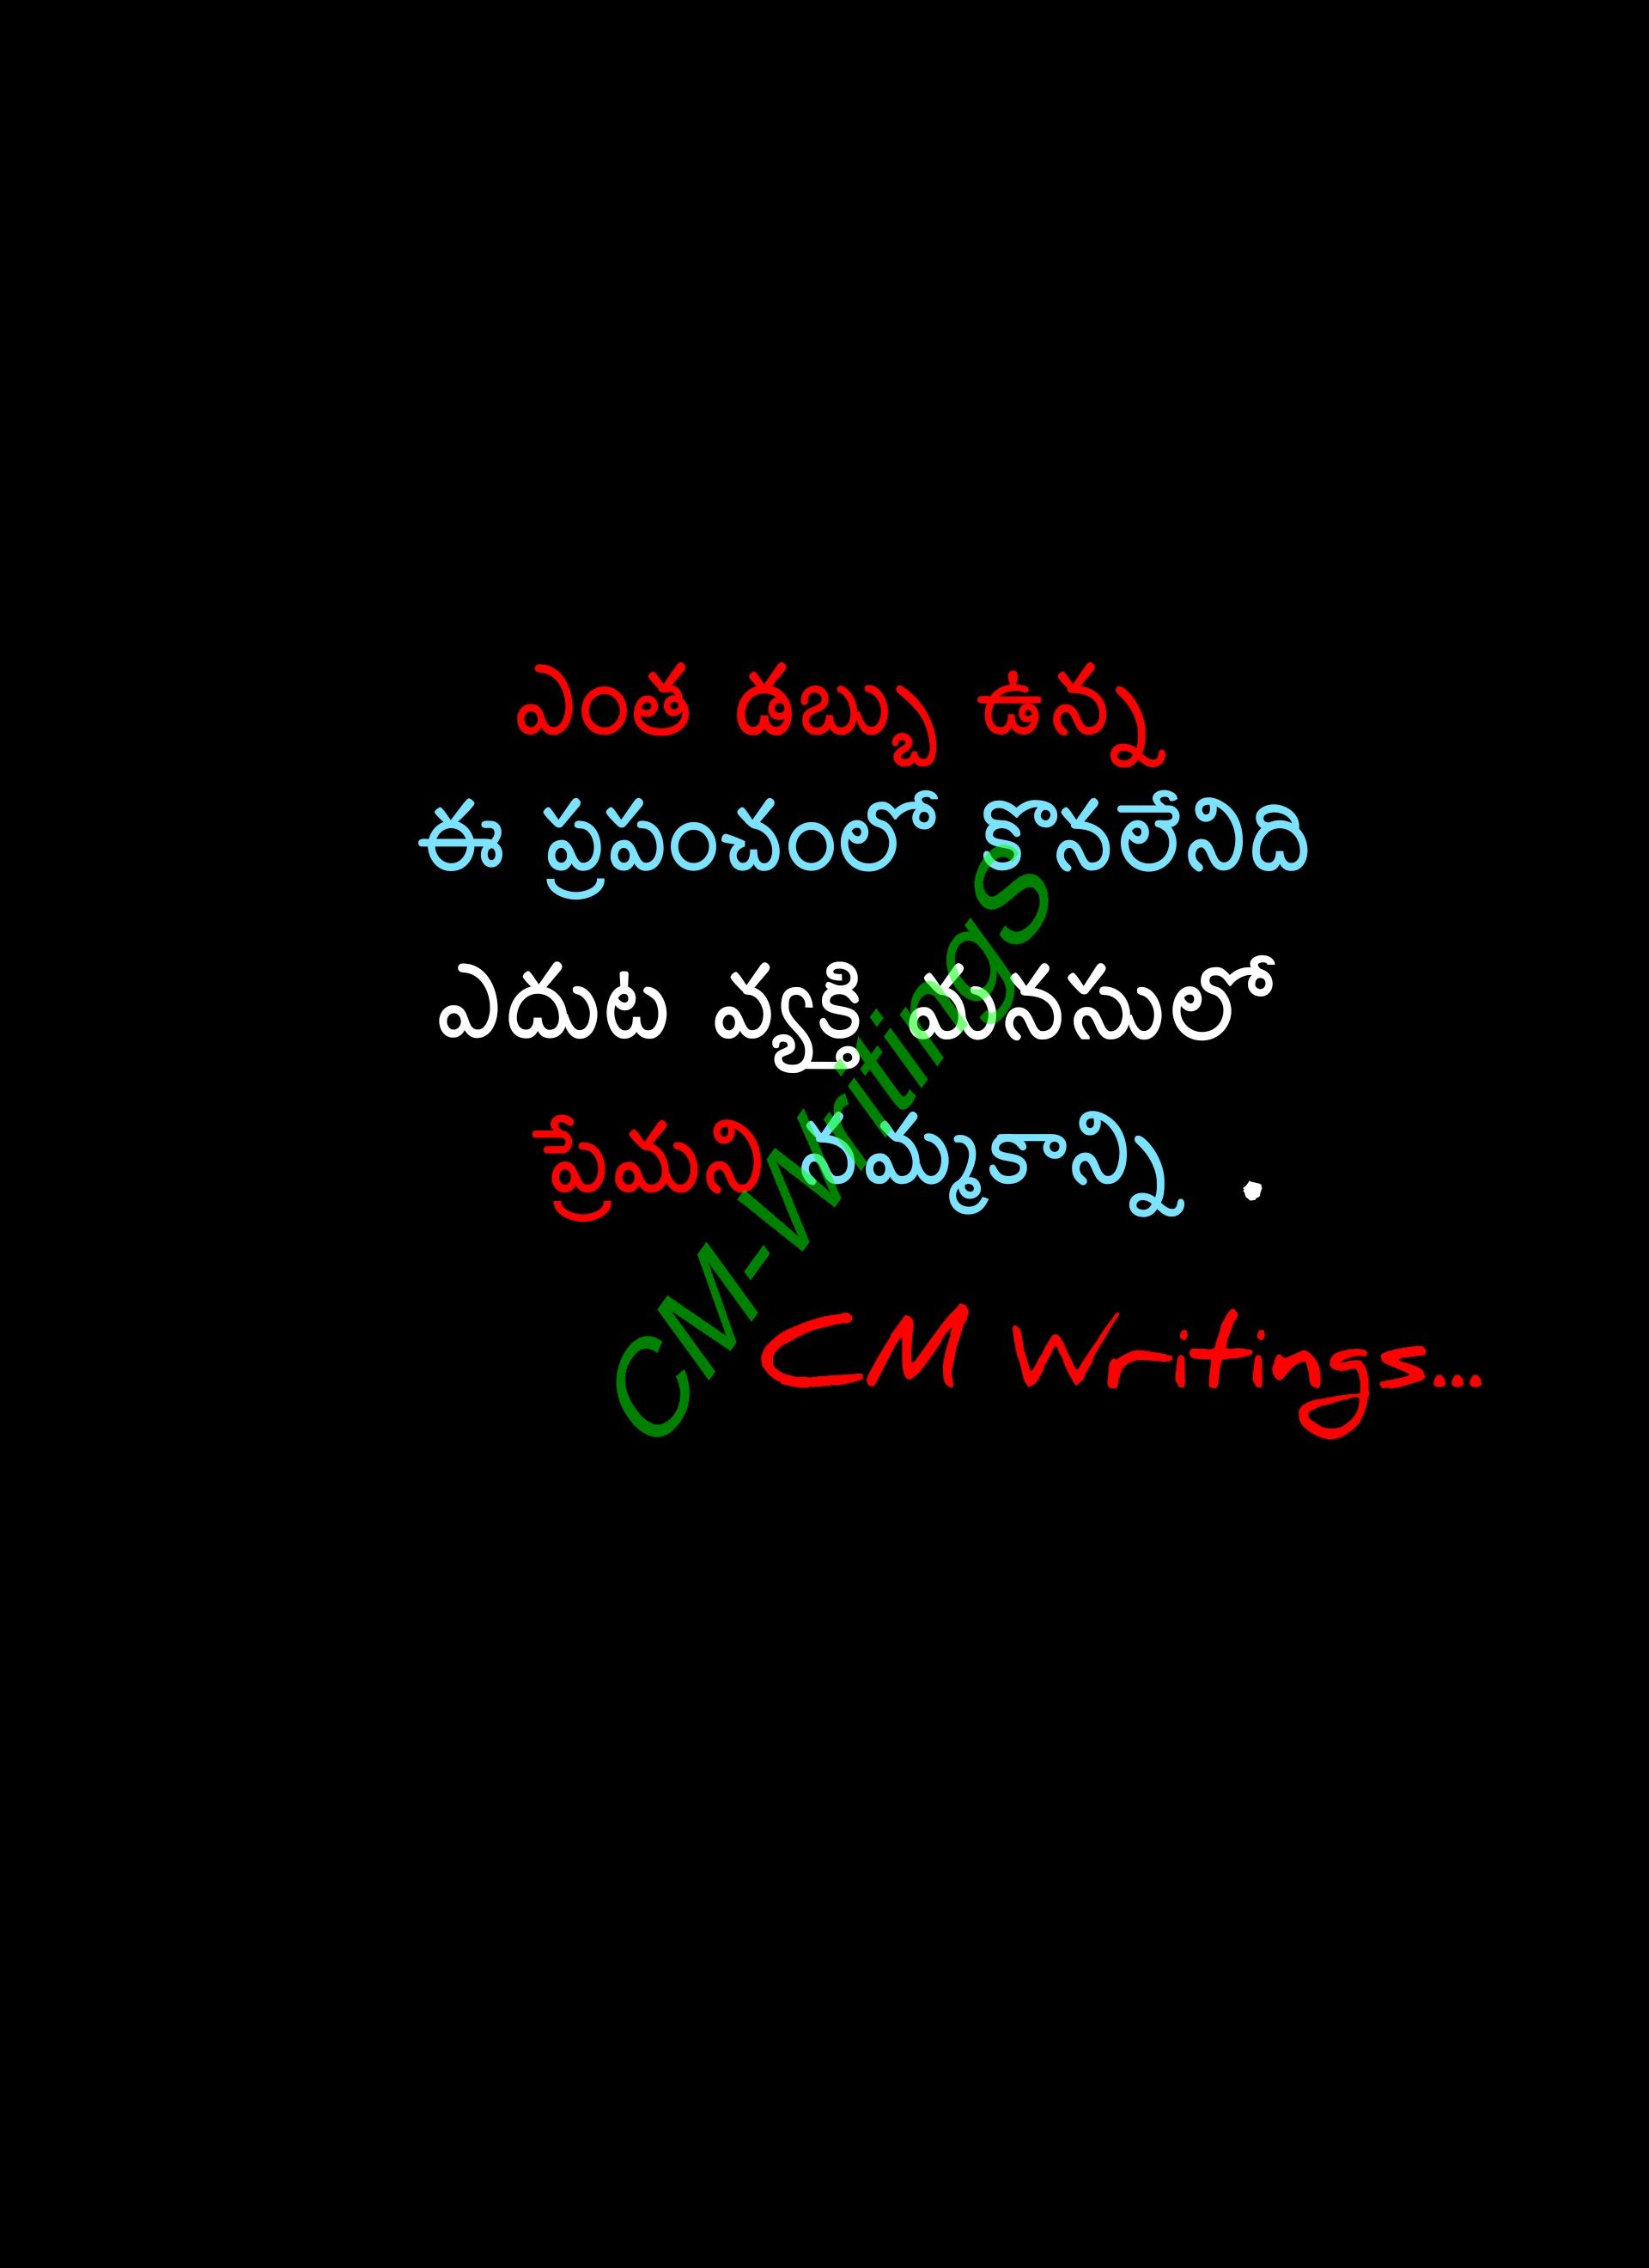 ఎంత డబ్బు ఉన్న
ఈ ప్రపంచంలో కొనలేనిది
ఎదుట వ్యక్తి మనసులో
ప్రేమని నమ్మకాన్ని .
CM Writings...
CM-Writings